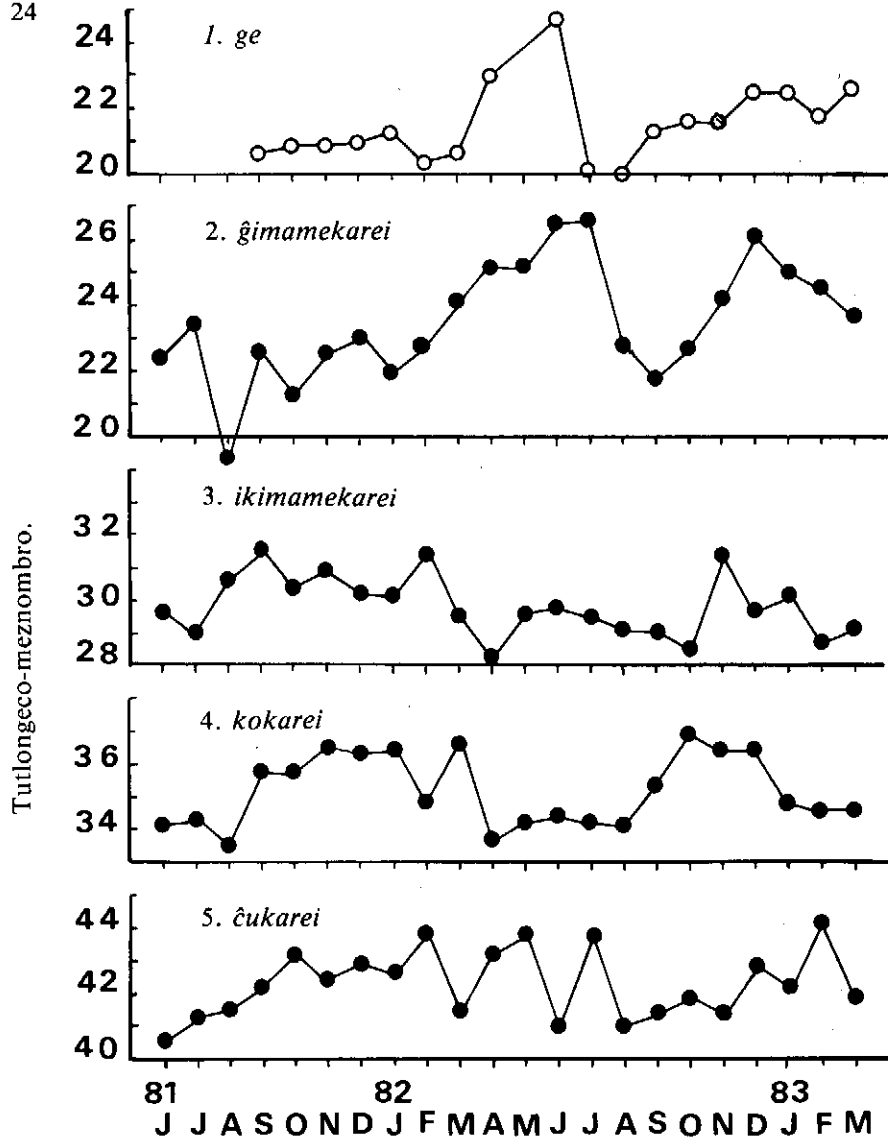 24
1. ge
24
22
20
2. ĝimamekarei
26
24
22
20
3. ikimamekarei
32
30
28
4. kokarei
36
34
5. ĉukarei
44
42
40
Tutlongeco-meznombro.
81 82 83
J J A S O N D J F M A M J J A S O N D J F M